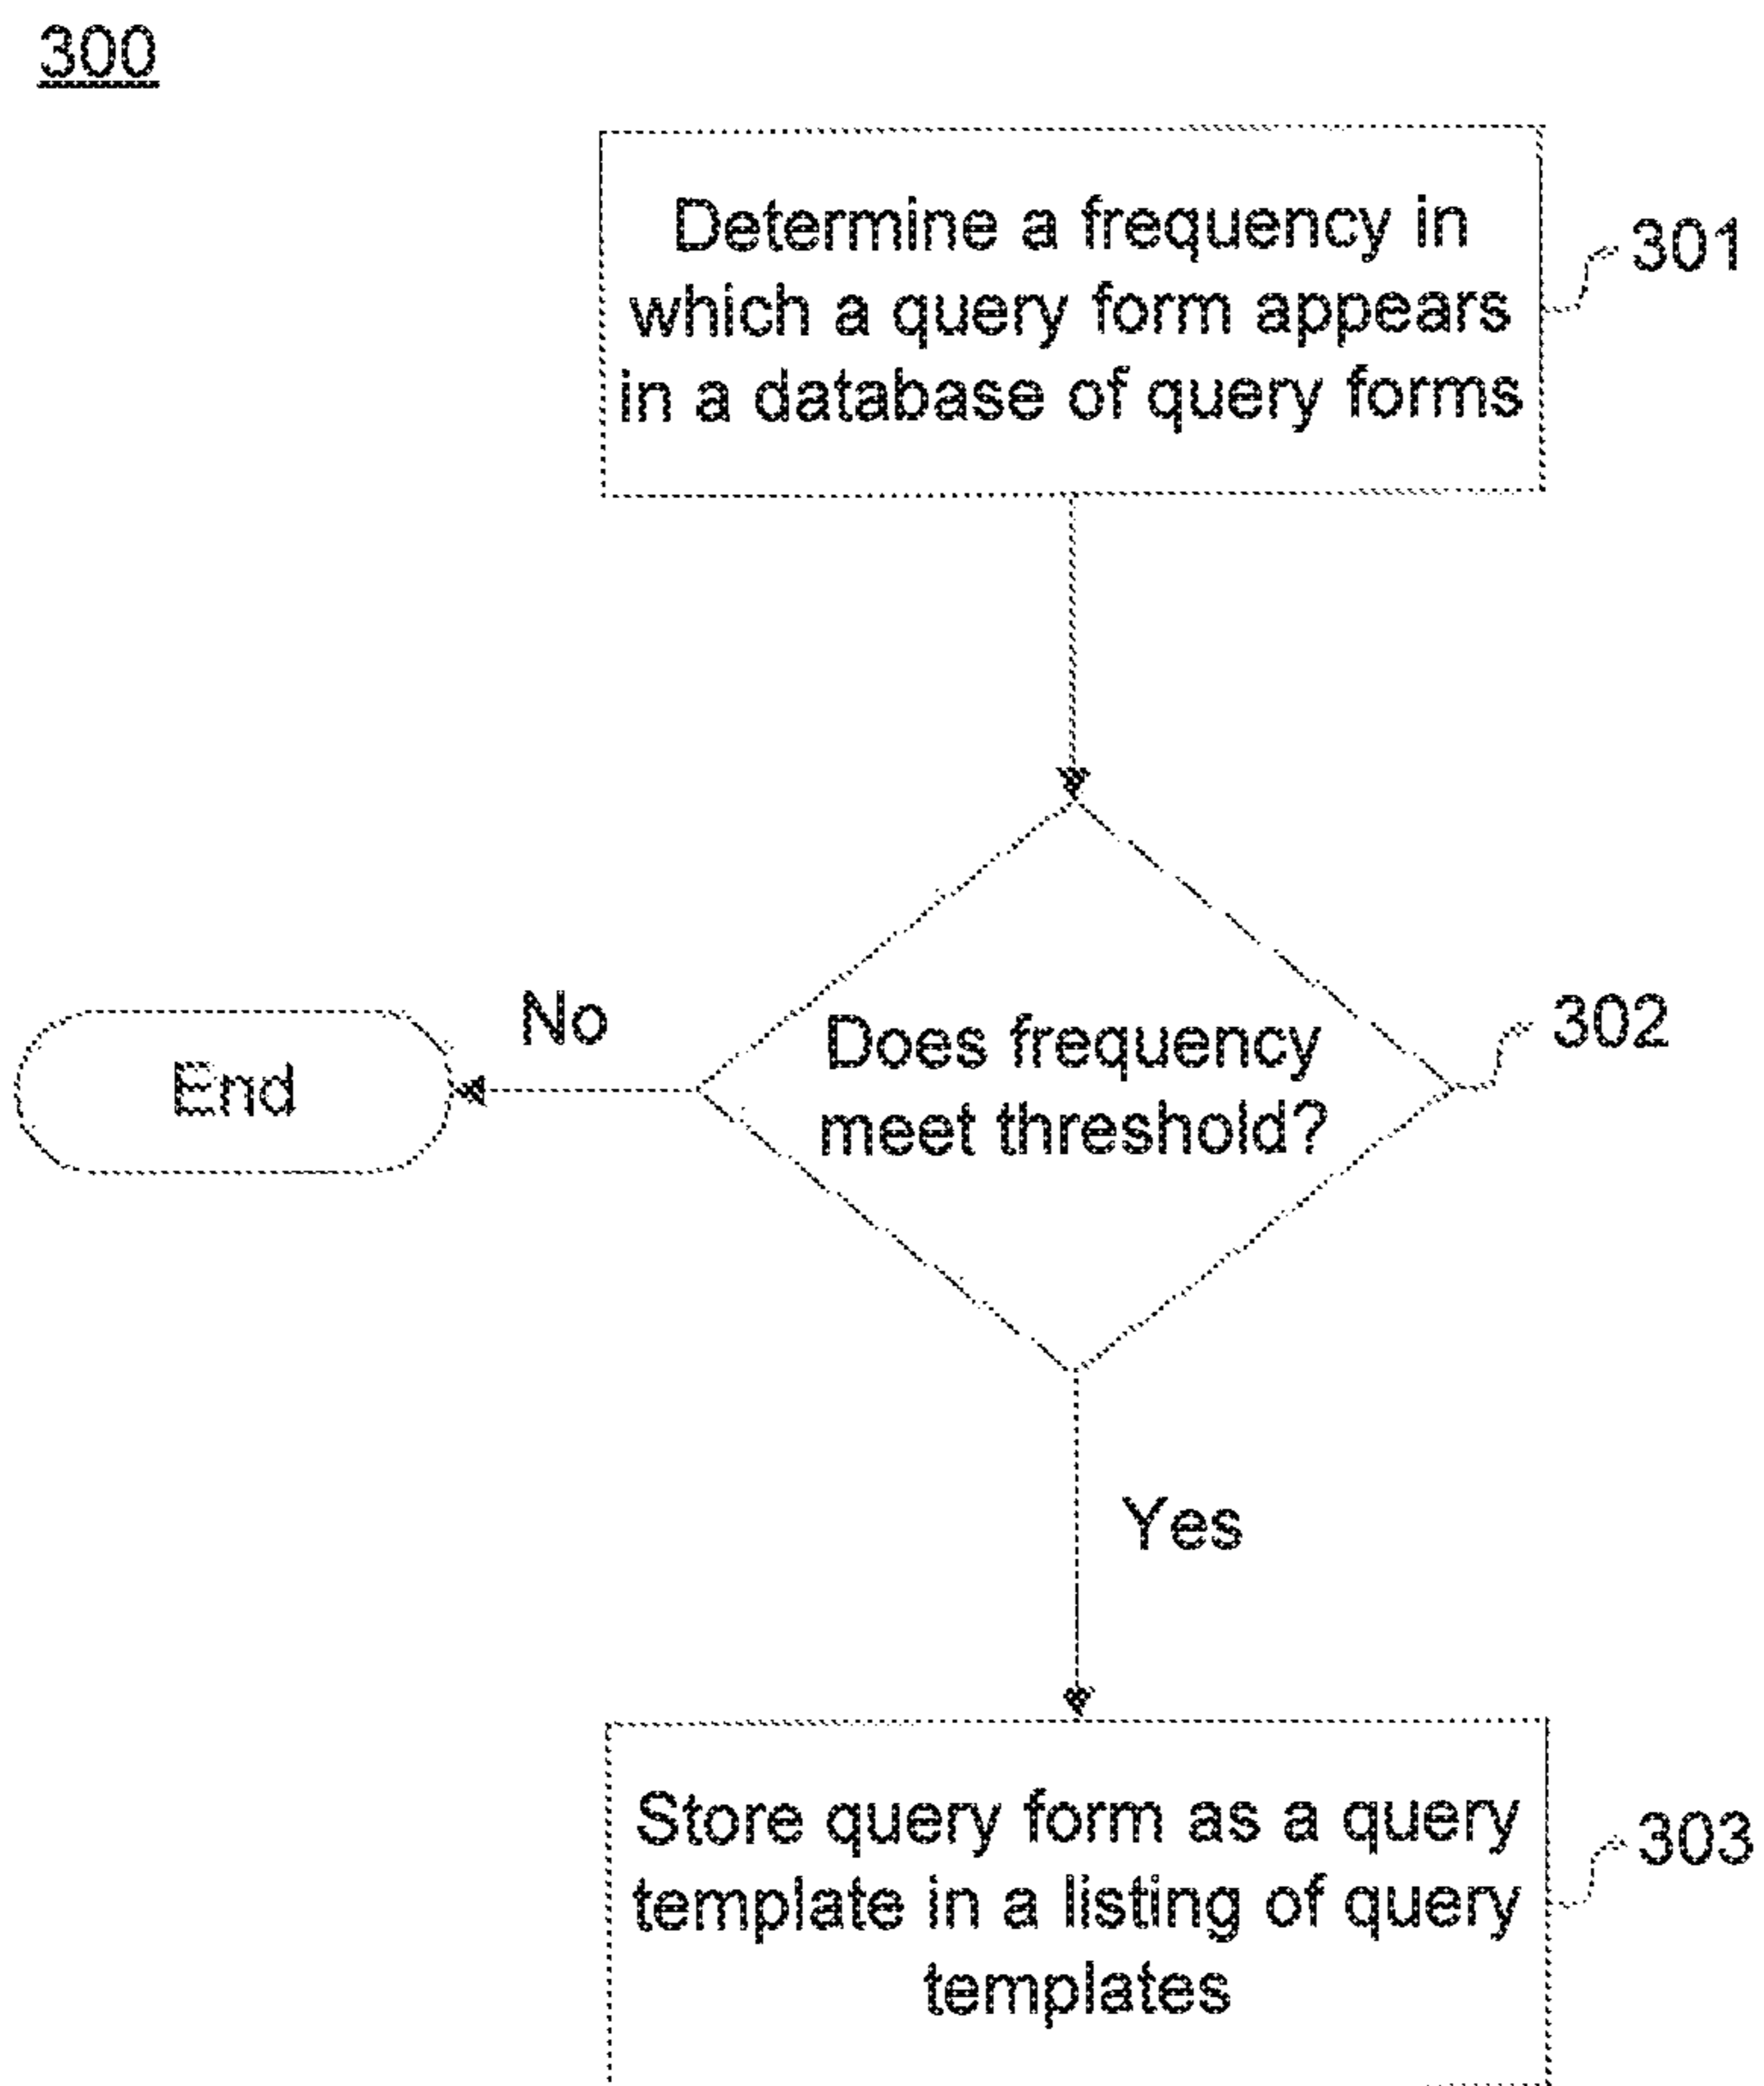 300
Determine a frequency in
which a query form appears
in a database of query forms
301
No
End
Does frequency
meet threshold?
302
Yes
Store query form as a query
template in a listing of query
templates
303